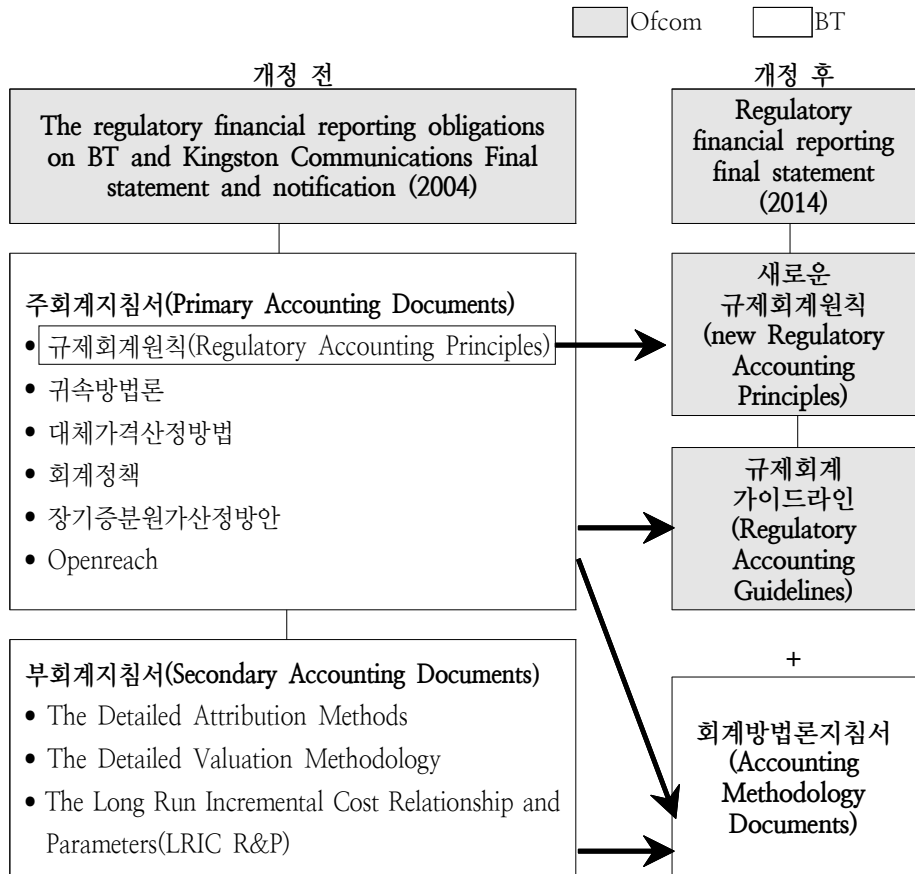 Ofcom
BT
개정 전
The regulatory financial reporting obligations
on BT and Kingston Communications Final
statement and notification (2004)
주회계지침서(Primary Accounting Documents)
• 규제회계원칙(Regulatory Accounting Principles)
• 귀속방법론
• 대체가격산정방법
• 회계정책
• 장기증분원가산정방안
• Openreach
부회계지침서(Secondary Accounting Documents)
• The Detailed Attribution Methods
• The Detailed Valuation Methodology
• The Long Run Incremental Cost Relationship and
Parameters(LRIC R&P)
개정 후
Regulatory
financial reporting
final statement
(2014)
새로운
규제회계원칙
(new Regulatory
Accounting
Principles)
규제회계
가이드라인
(Regulatory
Accounting
Guidelines)
+
회계방법론지침서
(Accounting
Methodology
Documents)